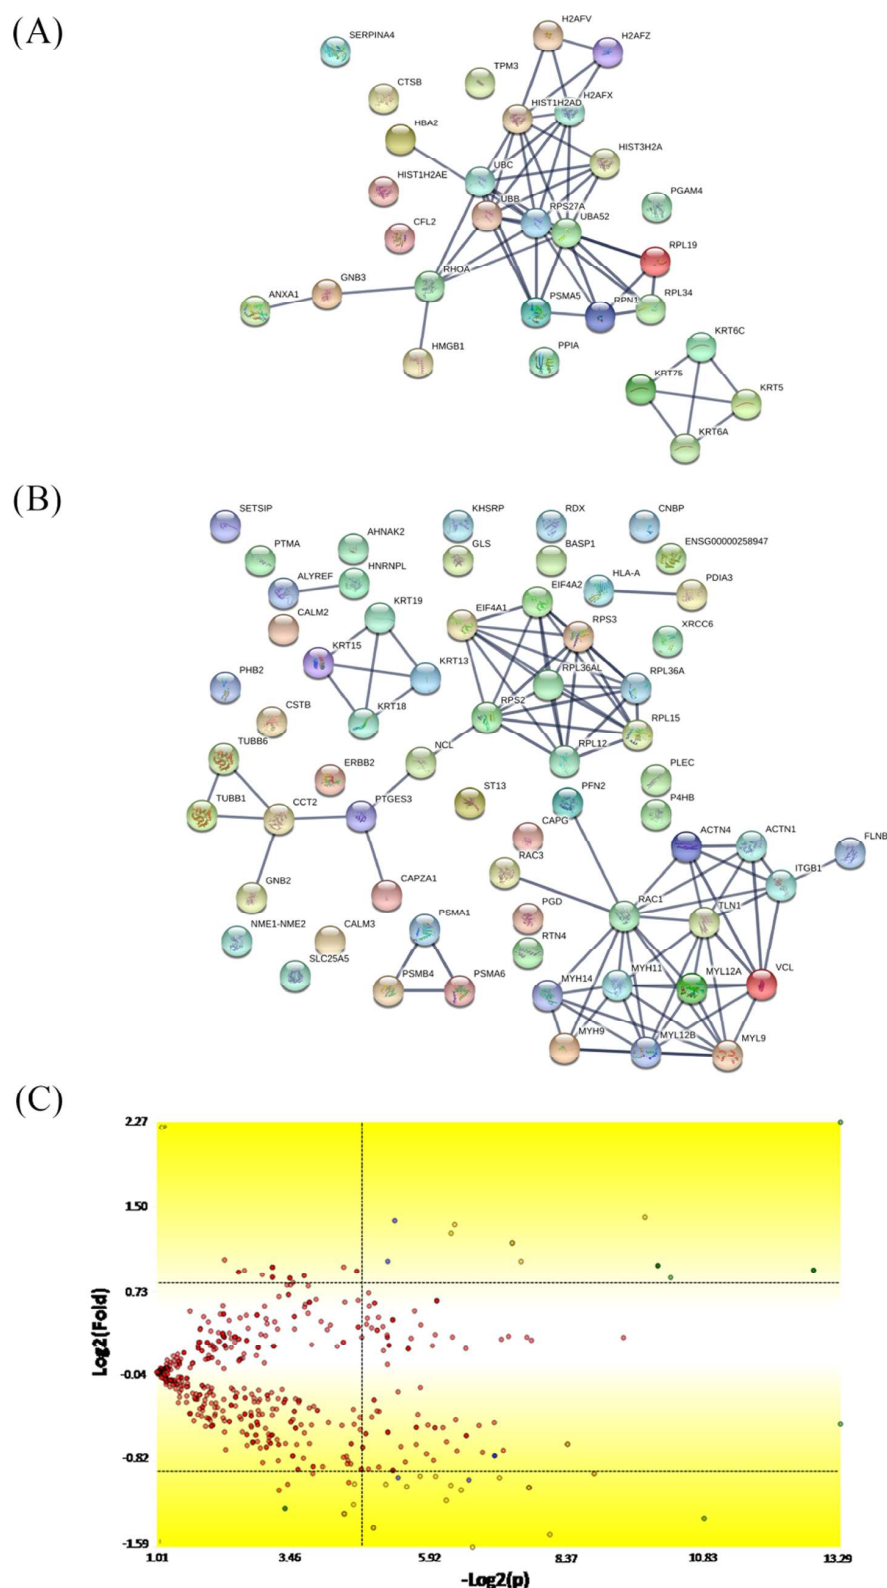 (A)
H2AFV
SERPINA4
H2AFZ
TPM3
CTSB
H2AFX
HIST1H2AD
HBA2
HIST3H2A
UBC
HIST1H2AE
PGAM4
UBB
RPS27A
UBA52
CFL2
RPL19
RHOA
GNB3
ANXA1
PSMA5
RPN1
RPL34
HMGB1
PPIA
KRT6C
KRT75
KRT5
KRT6A
(B)
SETSIP
KHSRP
RDX
CNBP
PTMA
AHNAK2
GLS
BASP1
ENSG00000258947
ALYREF
HNRNPL
EIF4A2
HLA-A
PDIA3
CALM2
KRT19
EIF4A1
RPS3
XRCC6
KRT15
KRT13
RPL36AL
RPL36A
PHB2
CSTB
KRT18
RPS2
RPL15
TUBB6
NCL
RPL12
ERBB2
PLEC
TUBB1
CCT2
PTGES3
ST13
PFN2
P4HB
CAPG
ACTN4
ACTN1
FLNB
RAC3
ITGB1
GNB2
CAPZA1
RAC1
TLN1
NME1-NME2
CALM3
PSMA1
PGD
SLC25A5
RTN4
VCL
PSMB4
PSMA6
MYH14
MYH11
MYL12A
MYH9
MYL12B
MYL9
(C)
2.27
CP
1.50
0.73
Log2(Fold)
-0.04
-0.82
-1.59
1.01
3.46
5.92
8.37
10.83
13.29
-Log2(p)